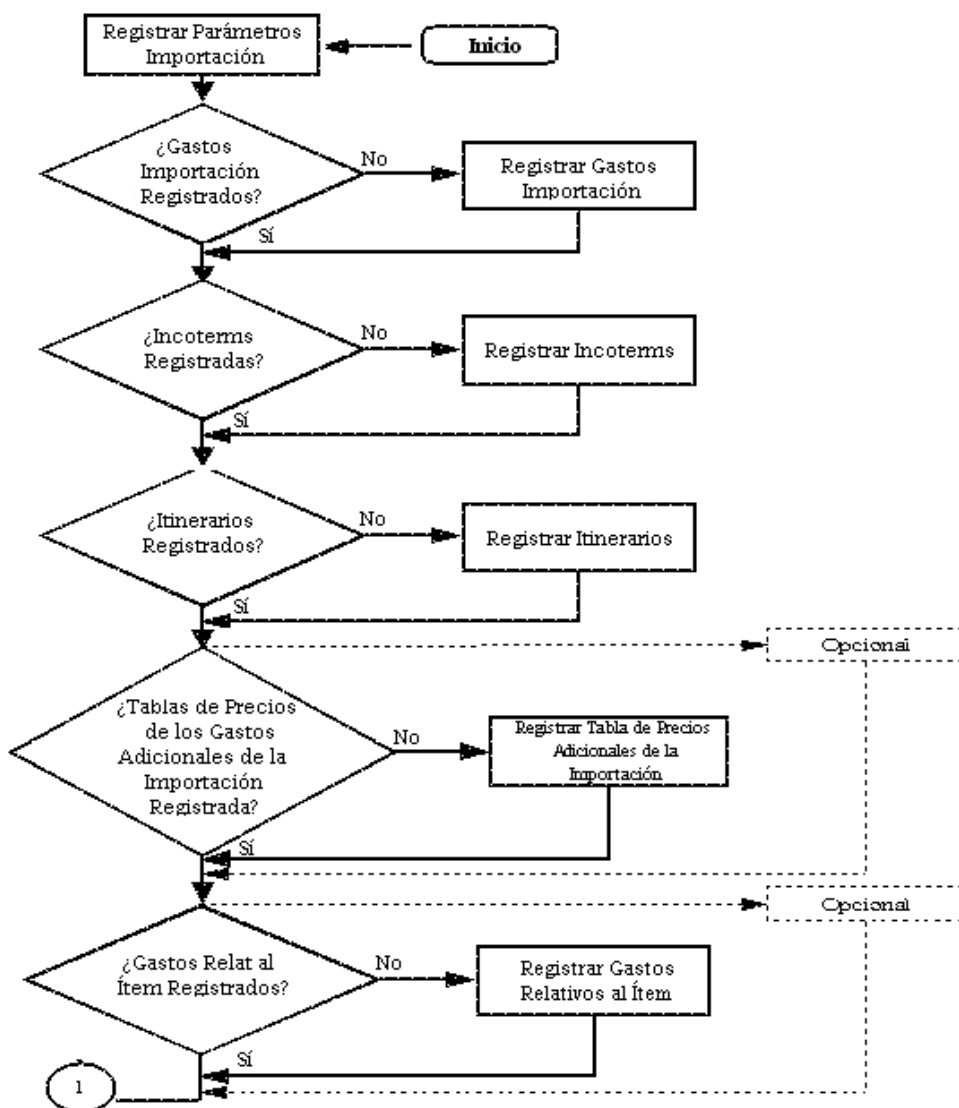 Registrar Parámetros
Importación
Inicio
¿Gastos
Importación
Registrados?
No
Registrar Gastos
Importación
Sí
¿Incoterms
Registradas?
No
Registrar Incoterms
Sí
¿Itinerarios
Registrados?
No
Registrar Itinerarios
Sí
Opcional
¿Tablas de Precios
de los Gastos
Adicionales de la
Importación
Registrada?
No
Registrar Tabla de Precios
Adicionales de la
Importación
Sí
Opcional
¿Gastos Relat al
Ítem Registrados?
No
Registrar Gastos
Relativos al Ítem
Sí
1